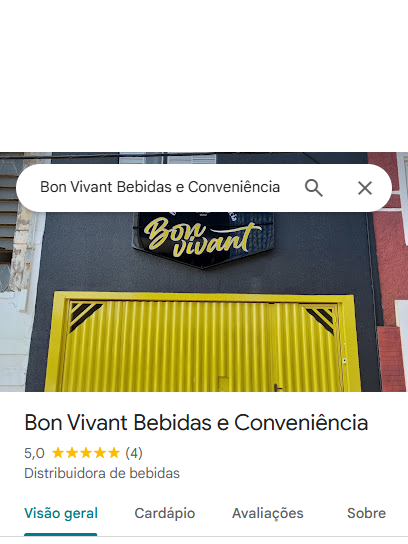 Bon Vivant Bebidas e Conveniência
Bon
vivant
Bon Vivant Bebidas e Conveniência
5,0 ★★★★★ (4)
Distribuidora de bebidas
Visão geral Cardápio Avaliações Sobre